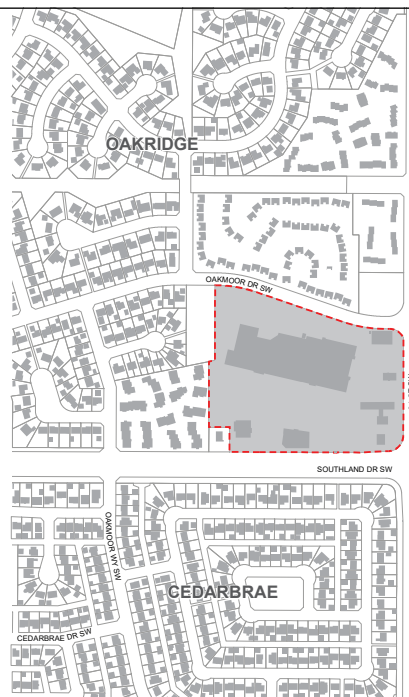 OAKRIDGE
OAKMOOR DR SW
SOUTHLAND DR SW
OAKMOOR WY SW
CEDARBRAE
CEDARBRAE DR SW